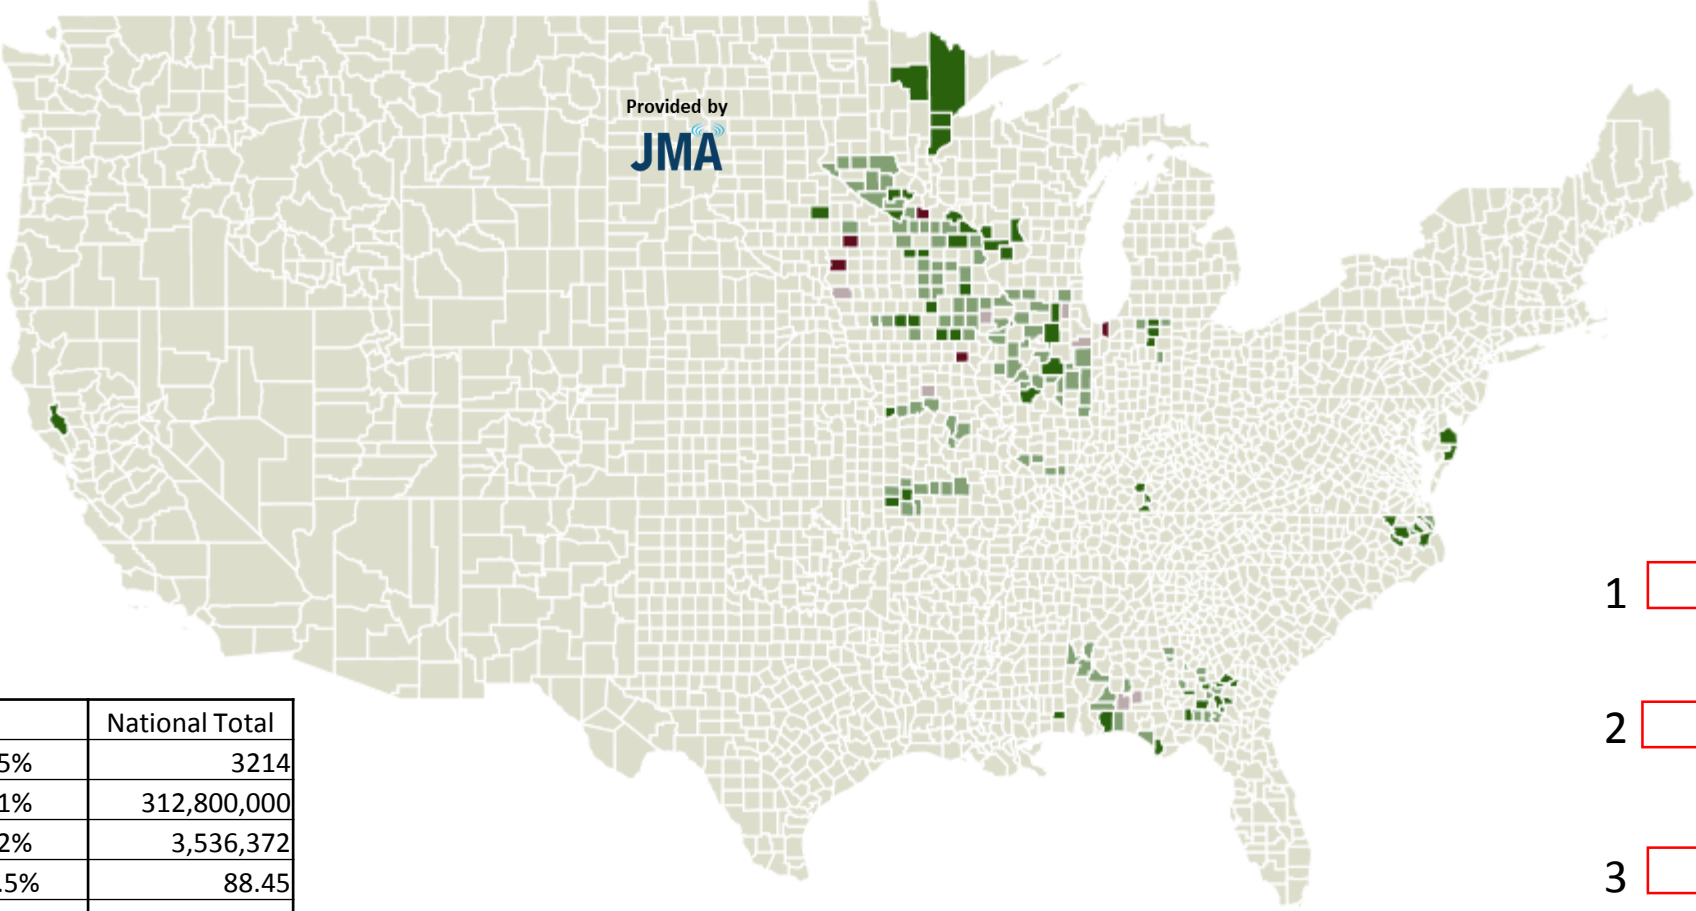 Provided by
JMA
National Total
5% 3214
1% 312,800,000
2% 3,536,372
.5% 88.45
1
2
3